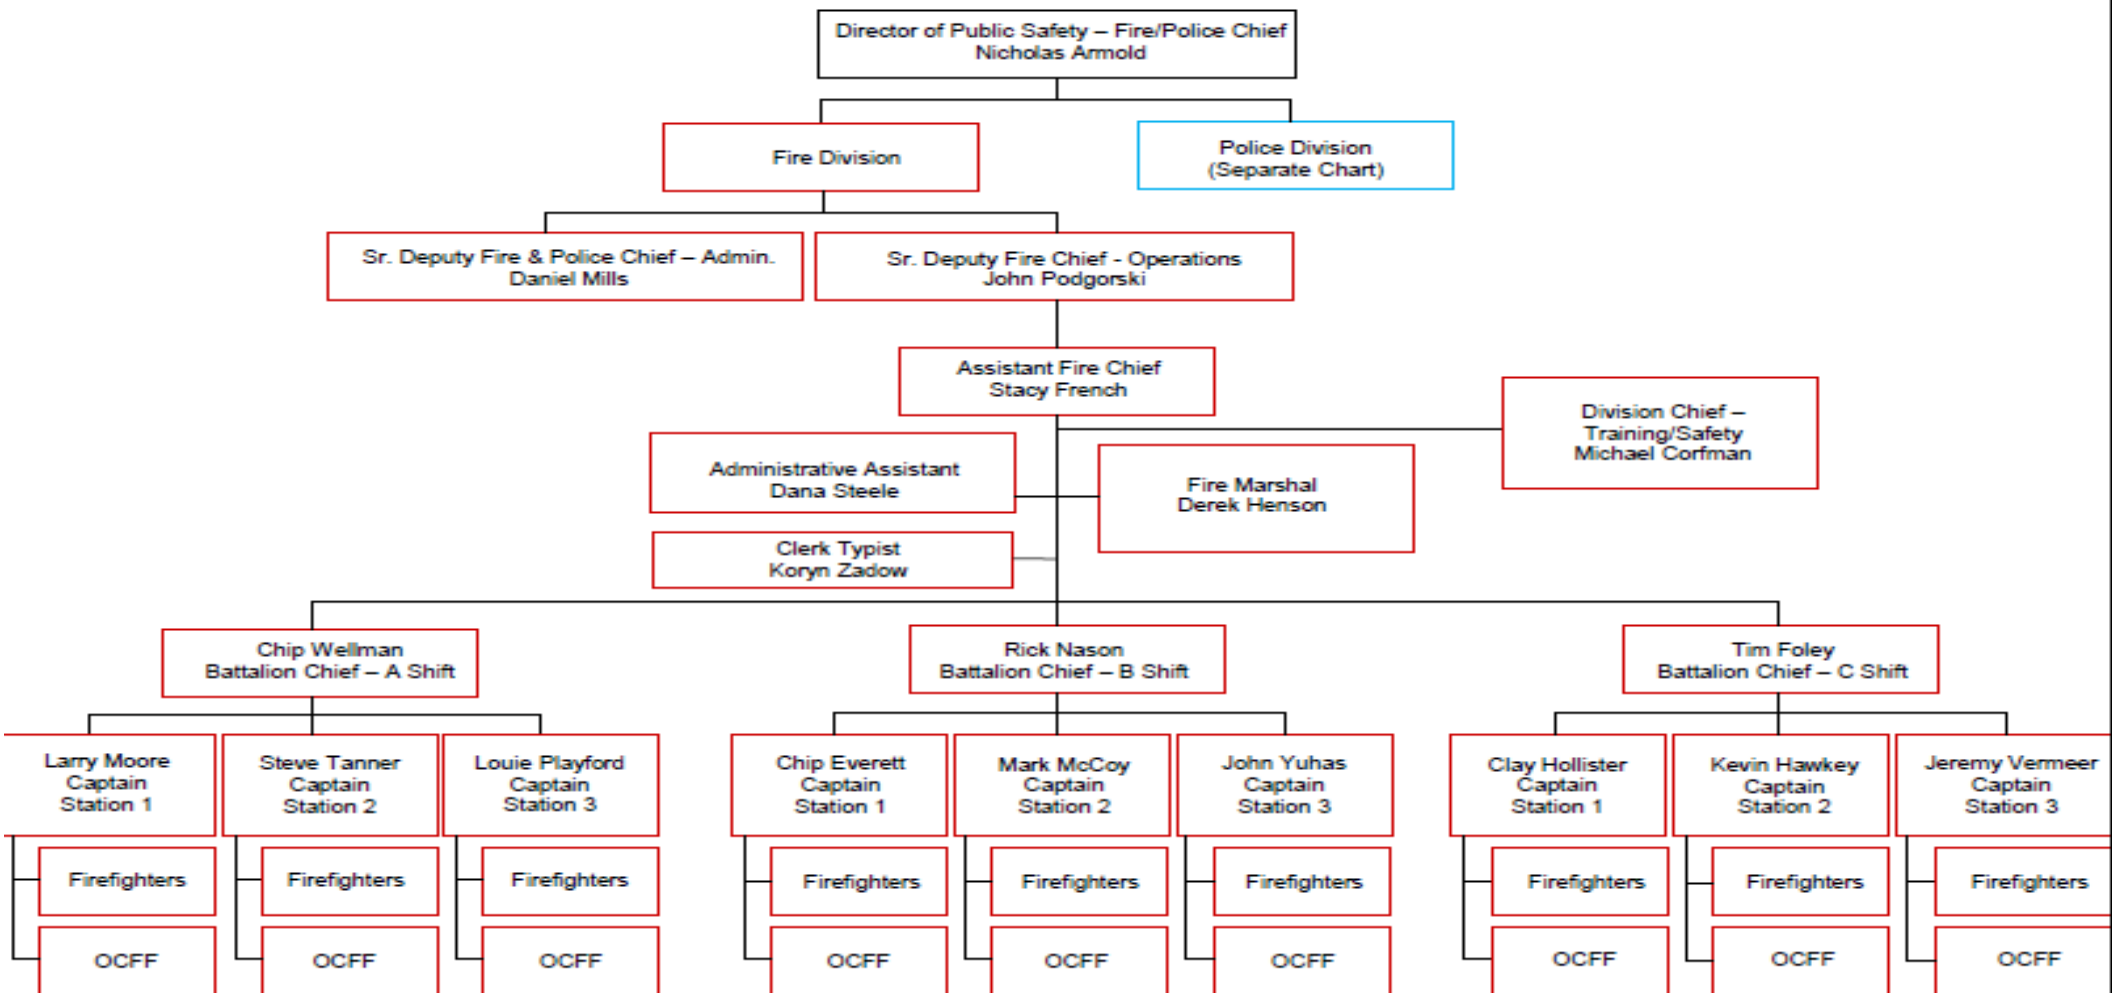 Director of Public Safety – Fire/Police Chief
Nicholas Armold
Fire Division
Police Division
(Separate Chart)
Sr. Deputy Fire & Police Chief – Admin.
Daniel Mills
Sr. Deputy Fire Chief - Operations
John Podgorski
Assistant Fire Chief
Stacy French
Division Chief –
Training/Safety
Michael Corfman
Administrative Assistant
Dana Steele
Fire Marshal
Derek Henson
Clerk Typist
Koryn Zadow
Chip Wellman
Battalion Chief – A Shift
Rick Nason
Battalion Chief – B Shift
Tim Foley
Battalion Chief – C Shift
Larry Moore
Captain
Station 1
Steve Tanner
Captain
Station 2
Louie Playford
Captain
Station 3
Chip Everett
Captain
Station 1
Mark McCoy
Captain
Station 2
John Yuhas
Captain
Station 3
Clay Hollister
Captain
Station 1
Kevin Hawkey
Captain
Station 2
Jeremy Vermeer
Captain
Station 3
Firefighters
Firefighters
Firefighters
Firefighters
Firefighters
Firefighters
Firefighters
Firefighters
Firefighters
OCFF
OCFF
OCFF
OCFF
OCFF
OCFF
OCFF
OCFF
OCFF